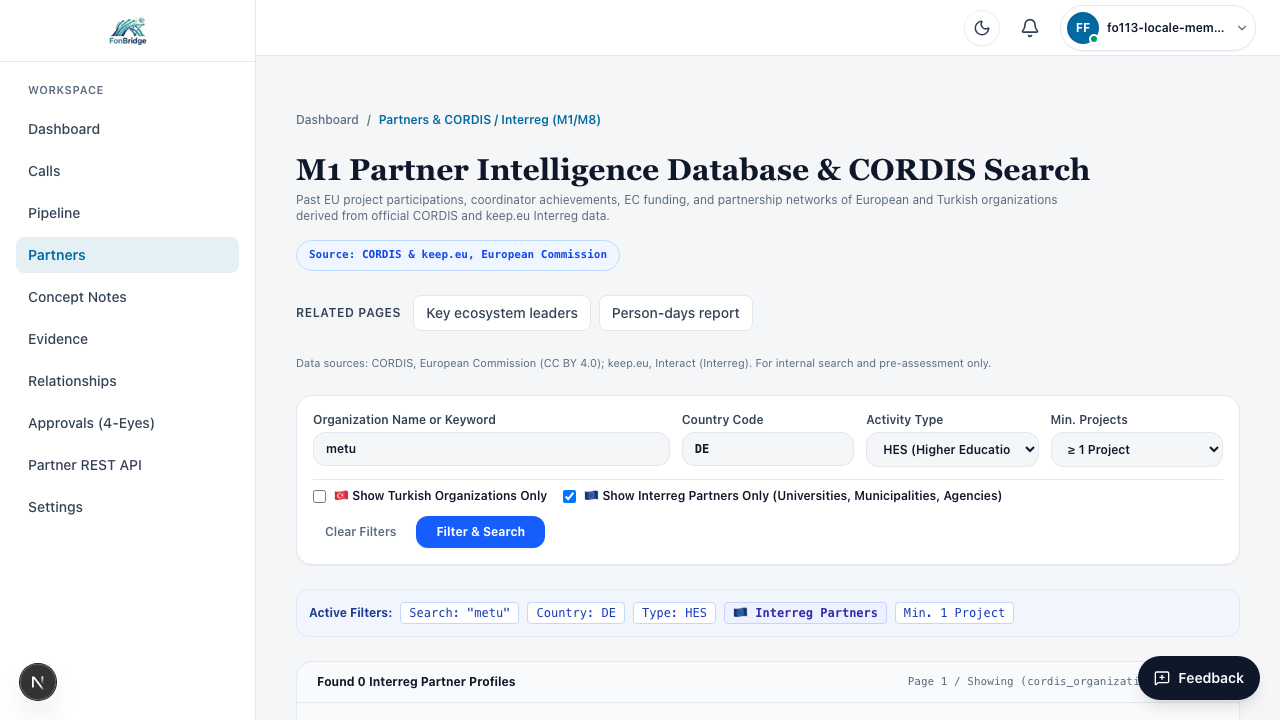 FonBridge
FF
fo113-locale-mem...
WORKSPACE
Dashboard
Calls
Pipeline
Partners
Concept Notes
Evidence
Relationships
Approvals (4-Eyes)
Partner REST API
Settings
N
Dashboard / Partners & CORDIS / Interreg (M1/M8)
M1 Partner Intelligence Database & CORDIS Search
Past EU project participations, coordinator achievements, EC funding, and partnership networks of European and Turkish organizations
derived from official CORDIS and keep.eu Interreg data.
Source: CORDIS & keep.eu, European Commission
RELATED PAGES
Key ecosystem leaders
Person-days report
Data sources: CORDIS, European Commission (CC BY 4.0); keep.eu, Interact (Interreg). For internal search and pre-assessment only.
Organization Name or Keyword
Country Code
Activity Type
Min. Projects
metu
DE
HES (Higher Educatio
≥ 1 Project
Show Turkish Organizations Only
Show Interreg Partners Only (Universities, Municipalities, Agencies)
Clear Filters
Filter & Search
Active Filters:
Search: "metu"
Country: DE
Type: HES
Interreg Partners
Min. 1 Project
Found 0 Interreg Partner Profiles
Page 1 / Showing (cordis_organizati
Feedback